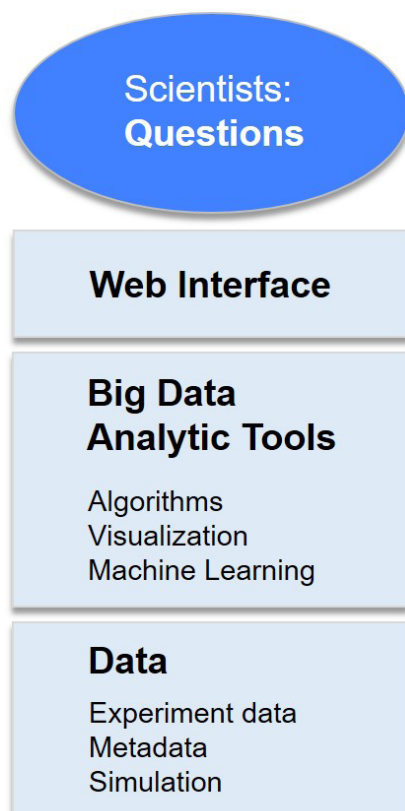 Scientists:
Questions
Web Interface
Big Data
Analytic Tools
Algorithms
Visualization
Machine Learning
Data
Experiment data
Metadata
Simulation